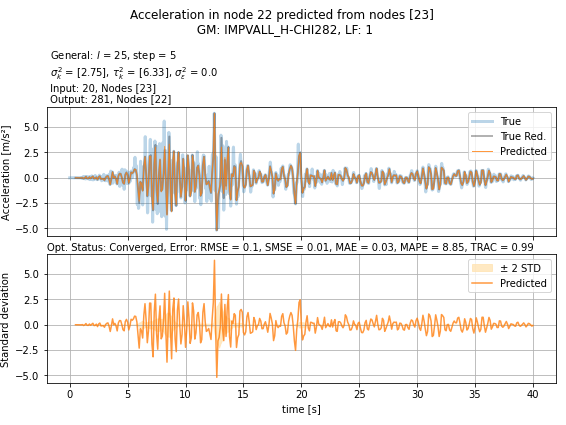 Acceleration in node 22 predicted from nodes [23]
GM: IMPVALL_H-CHI282, LF: 1
General: l = 25, step = 5
σ²ₖ = [2.75], τ²ₖ = [6.33], σ²ε = 0.0
Input: 20, Nodes [23]
Output: 281, Nodes [22]
Acceleration [m/s²]
5.0
2.5
0.0
−2.5
−5.0
True
True Red.
Predicted
Opt. Status: Converged, Error: RMSE = 0.1, SMSE = 0.01, MAE = 0.03, MAPE = 8.85, TRAC = 0.99
Standard deviation
5.0
2.5
0.0
−2.5
−5.0
± 2 STD
Predicted
0 5 10 15 20 25 30 35 40
time [s]